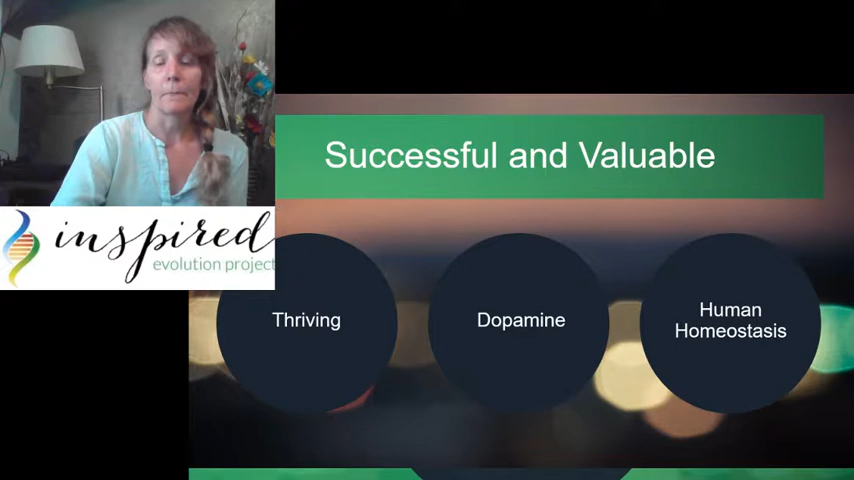 Successful and Valuable
inspired
evolution project
Thriving
Dopamine
Human
Homeostasis